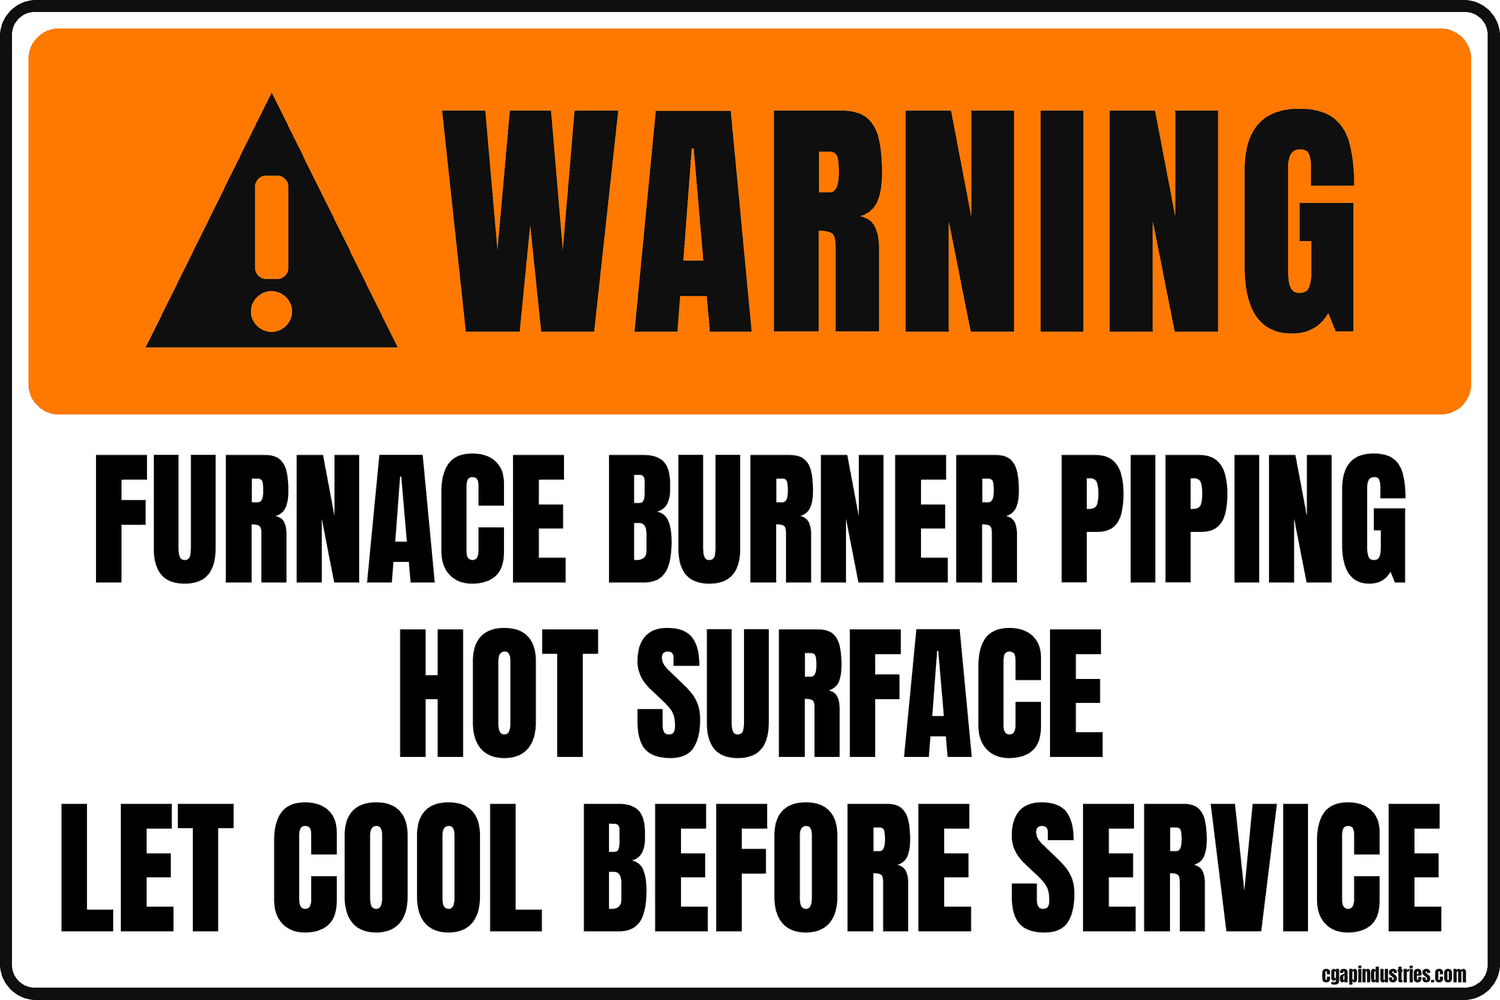 WARNING
FURNACE BURNER PIPING
HOT SURFACE
LET COOL BEFORE SERVICE
cgapindustries.com